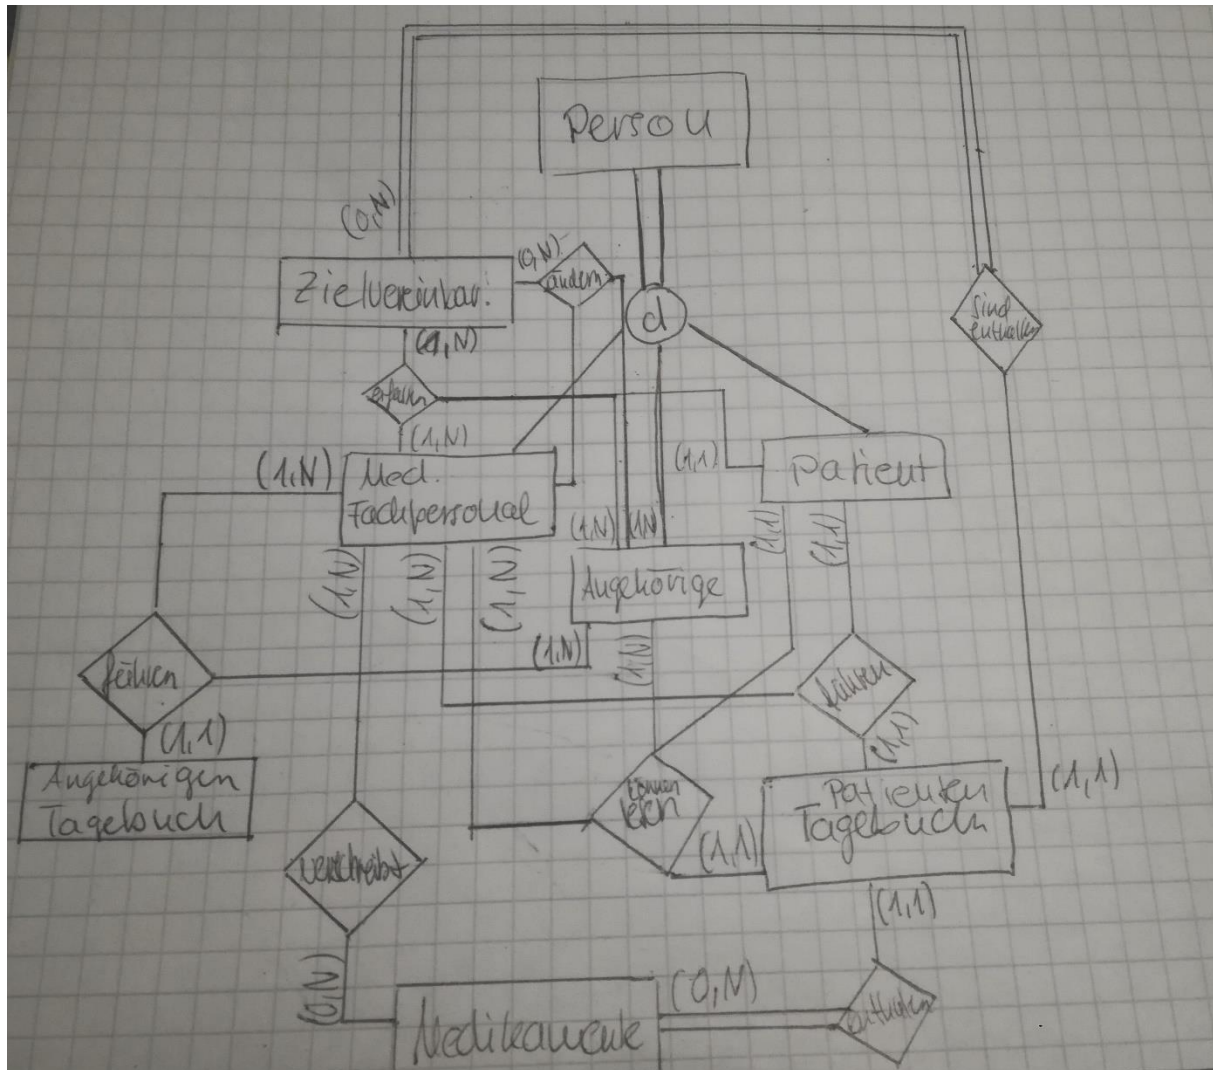 Person
(0,N)
Zielvereinbar.
(0,N)
ändern
d
sind
enthalten
(1,N)
erfassen
(1,N)
(1,N)
Med.
Fachpersonal
(1,1)
Patient
(1,N)
(1,N)
(1,N)
(1,N)
1,N)
(1,1)
(1,1)
Angehörige
(1,N)
(1,N)
führen
führen
(1,1)
(1,1)
Angehörigen
Tagebuch
können
lesen
(1,1)
Patienten
Tagebuch
(1,1)
verschreibt
(1,1)
(0,N)
Medikamente
(0,N)
enthalten